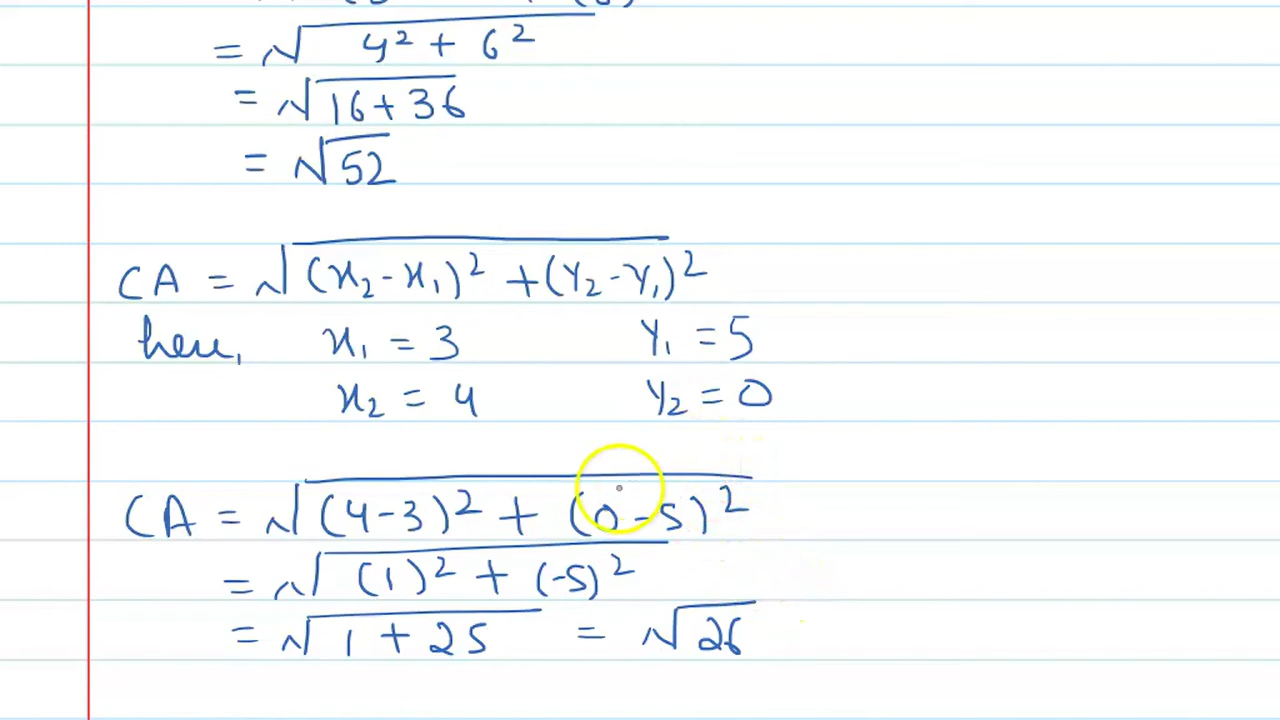 = √4² + 6²
= √16+36
= √52
CA = √(x₂-x₁)² +(y₂-y₁)²
here, x₁ = 3 y₁ = 5
x₂ = 4 y₂ = 0
CA = √(4-3)² + (0-5)²
= √(1)² + (-5)²
= √1 + 25 = √26